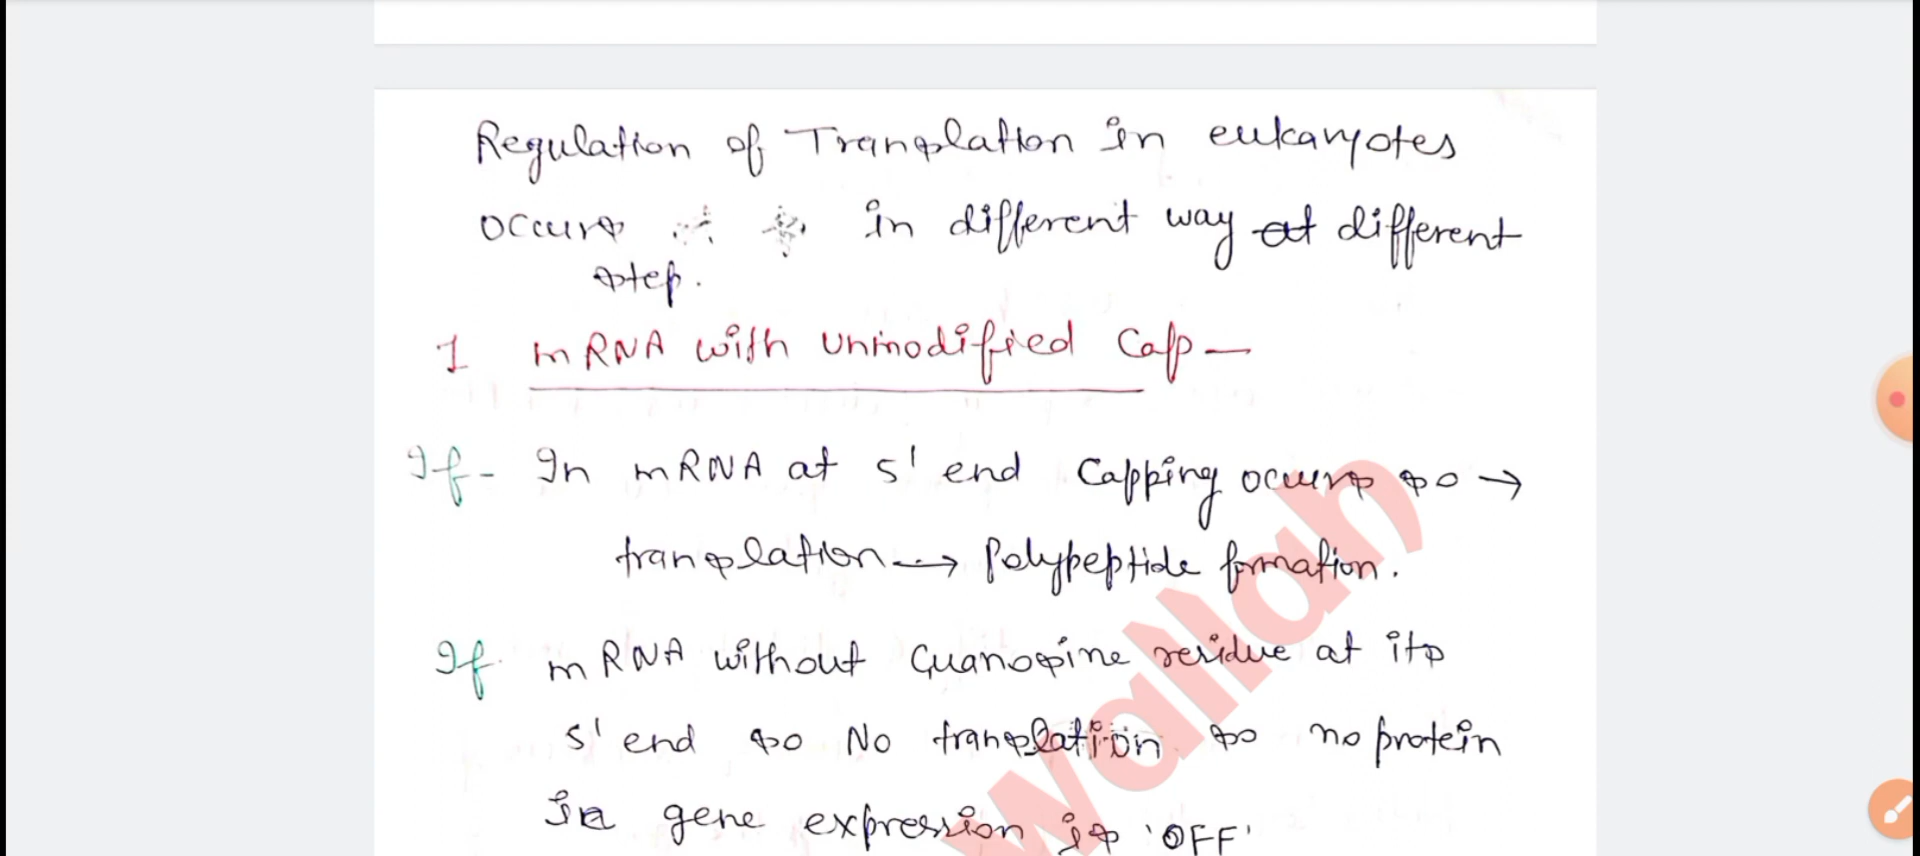 Regulation of Translation in eukaryotes
occurs in different way at different
step.
1 mRNA with unmodified Cap -
If - In mRNA at 5' end Capping occurs so →
translation → Polypeptide formation.
If mRNA without Guanosine residue at its
5' end so No translation so no protein
gene expression is 'OFF'
wallah